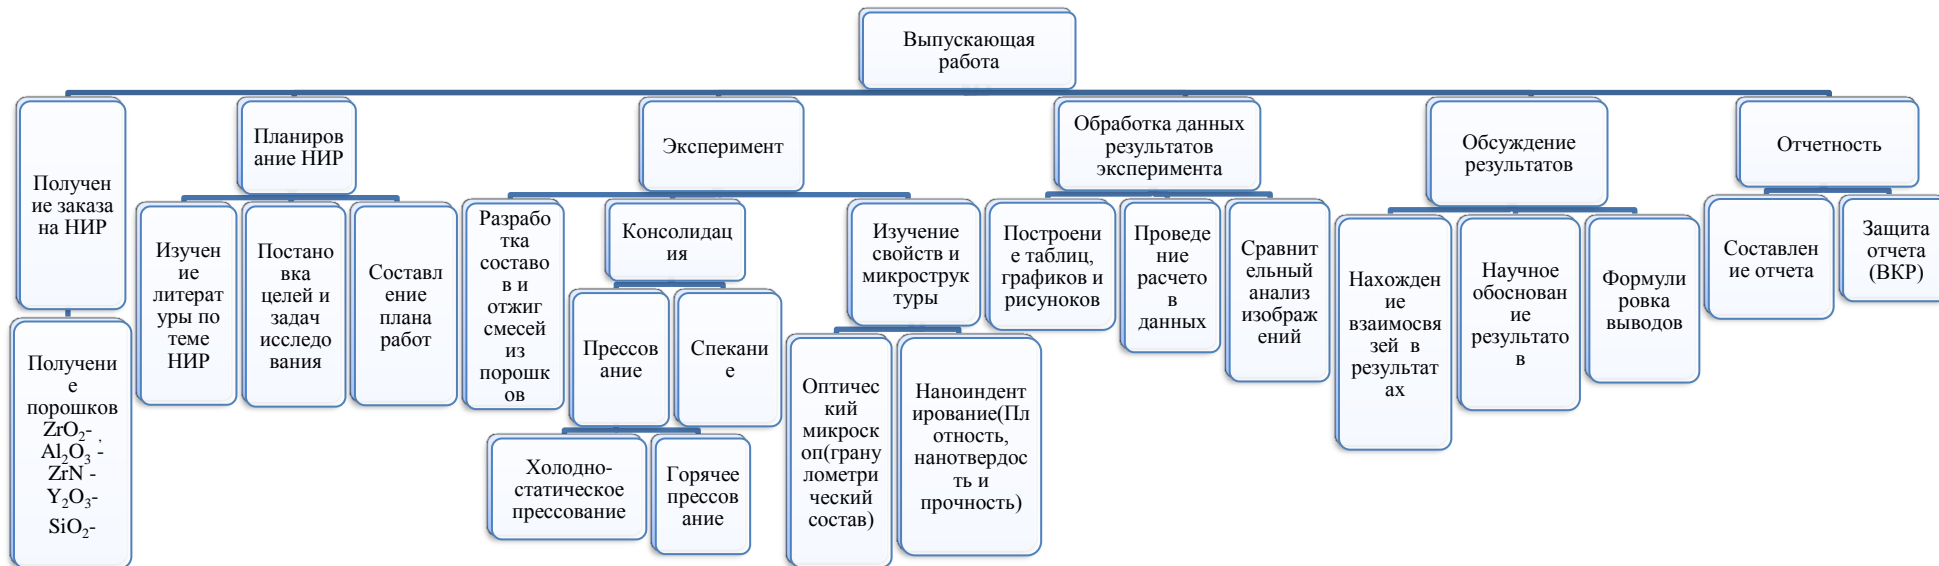 Выпускающая
работа
Получен
ие заказа
на НИР
Планиров
ание НИР
Эксперимент
Обработка данных
результатов
эксперимента
Обсуждение
результатов
Отчетность
Получени
е
порошков
ZrO₂- ,
Al₂O₃ -
ZrN -
Y₂O₃-
SiO₂-
Изучен
ие
литерат
уры по
теме
НИР
Постано
вка
целей и
задач
исследо
вания
Составл
ение
плана
работ
Разрабо
тка
составо
в и
отжиг
смесей
из
порошк
ов
Консолидац
ия
Изучение
свойств и
микрострук
туры
Прессов
ание
Спекани
е
Холодно-
статическое
прессование
Горячее
прессов
ание
Оптичес
кий
микроск
оп(грану
лометри
ческий
состав)
Наноиндент
ирование(Пл
отность,
нанотвердос
ть и
прочность)
Построени
е таблиц,
графиков и
рисуноков
Проведе
ние
расчето
в
данных
Сравнит
ельный
анализ
изображ
ений
Нахожден
ие
взаимосвя
зей в
результат
ах
Научное
обоснован
ие
результато
в
Формули
ровка
выводов
Составлен
ие отчета
Защита
отчета
(ВКР)